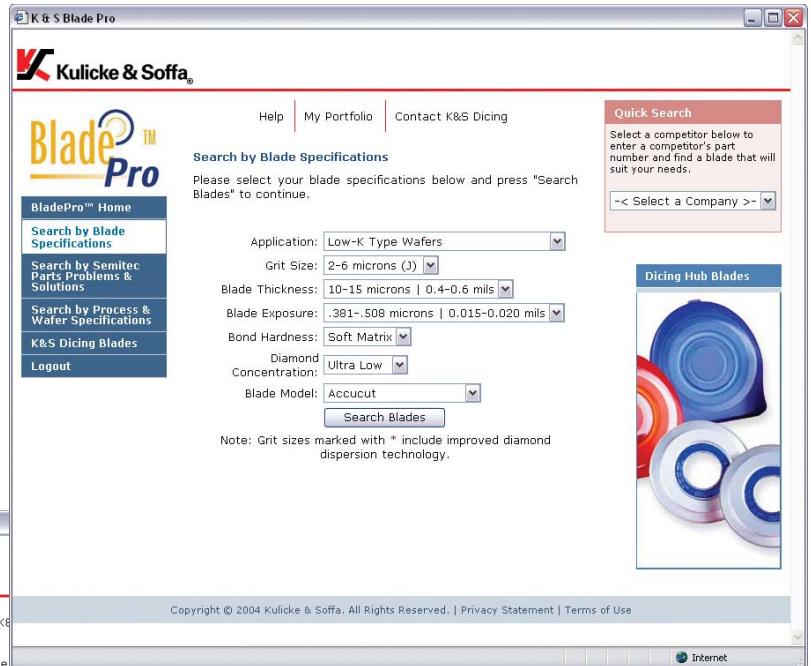 K & S Blade Pro
Kulicke & Soffa®
Blade Pro TM
Help My Portfolio Contact K&S Dicing
Search by Blade Specifications
Please select your blade specifications below and press "Search
Blades" to continue.
Application: Low-K Type Wafers
Grit Size: 2-6 microns (J)
Blade Thickness: 10-15 microns | 0.4-0.6 mils
Blade Exposure: .381-.508 microns | 0.015-0.020 mils
Bond Hardness: Soft Matrix
Diamond
Concentration: Ultra Low
Blade Model: Accucut
Search Blades
Note: Grit sizes marked with * include improved diamond
dispersion technology.
BladePro™ Home
Search by Blade
Specifications
Search by Semitec
Parts Problems &
Solutions
Search by Process &
Wafer Specifications
K&S Dicing Blades
Logout
Quick Search
Select a competitor below to
enter a competitor's part
number and find a blade that will
suit your needs.
-< Select a Company >-
Dicing Hub Blades
Copyright © 2004 Kulicke & Soffa. All Rights Reserved. | Privacy Statement | Terms of Use
Internet